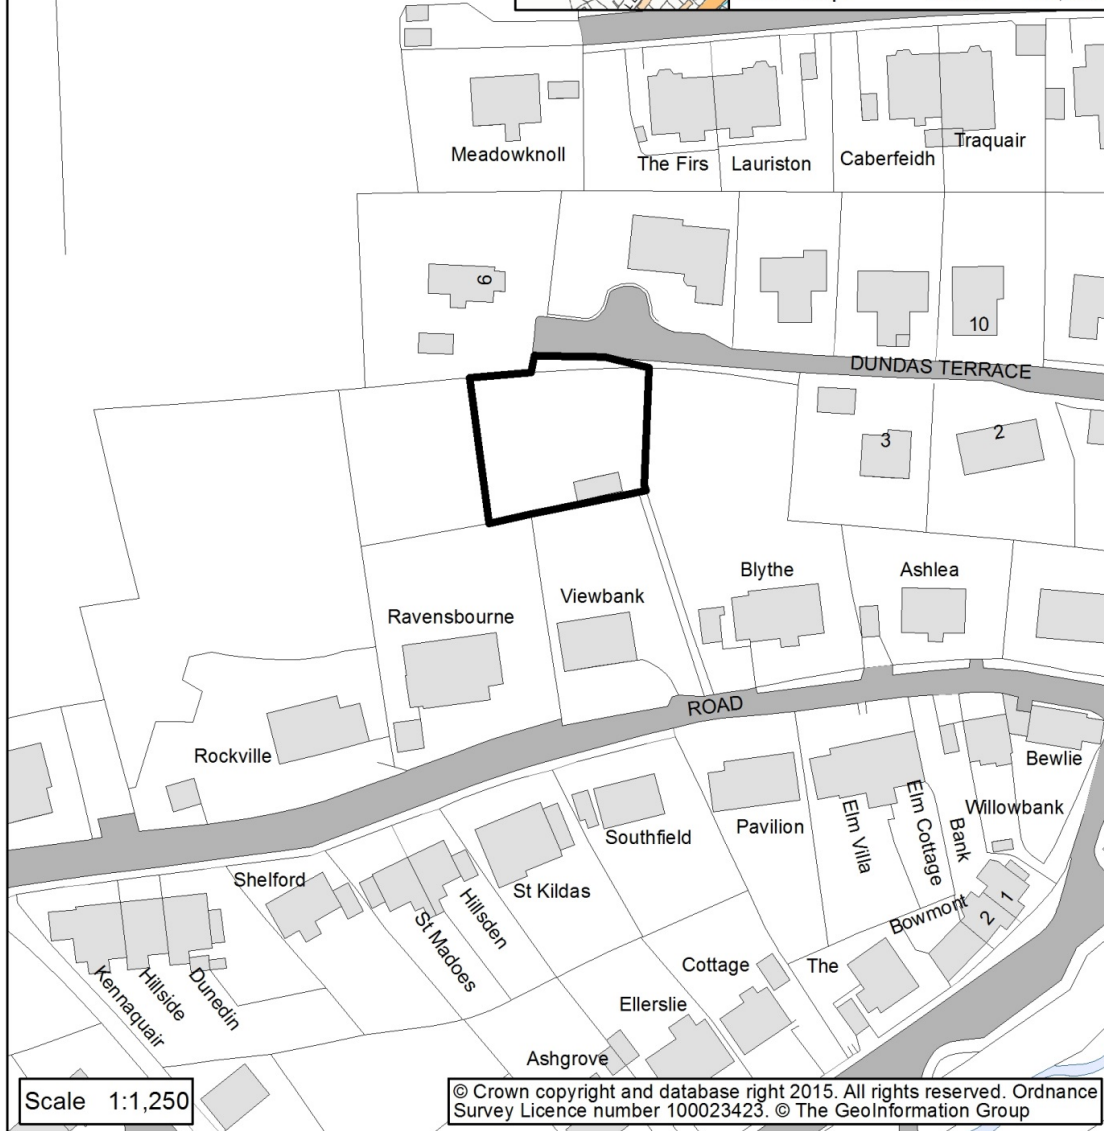 Meadowknoll
The Firs
Lauriston
Caberfeidh
Traquair
6
10
DUNDAS TERRACE
3
2
Blythe
Ashlea
Viewbank
Ravensbourne
ROAD
Rockville
Bewlie
Willowbank
Southfield
Pavilion
Elm Villa
Elm Cottage
Bank
Shelford
St Kildas
Hillsden
St Madoes
1
2
Bowmont
The
Cottage
Kennaquair
Hillside
Dunedin
Ellerslie
Ashgrove
Scale 1:1,250
© Crown copyright and database right 2015. All rights reserved. Ordnance
Survey Licence number 100023423. © The GeoInformation Group